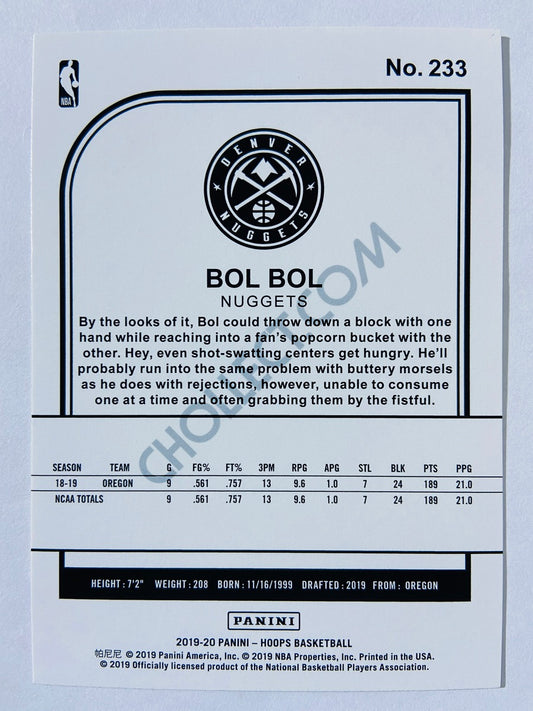 No. 233
NBA
DENVER
NUGGETS
BOL BOL
NUGGETS
By the looks of it, Bol could throw down a block with one
hand while reaching into a fan's popcorn bucket with the
other. Hey, even shot-swatting centers get hungry. He'll
probably run into the same problem with buttery morsels
as he does with rejections, however, unable to consume
one at a time and often grabbing them by the fistful.
CHOLLECT.COM
SEASON TEAM G FG% FT% 3PM RPG APG STL BLK PTS PPG
18-19 OREGON 9 .561 .757 13 9.6 1.0 7 24 189 21.0
NCAA TOTALS 9 .561 .757 13 9.6 1.0 7 24 189 21.0
HEIGHT: 7'2" WEIGHT: 208 BORN: 11/16/1999 DRAFTED: 2019 FROM: OREGON
PANINI
2019-20 PANINI – HOOPS BASKETBALL
帕尼尼 © 2019 Panini America, Inc. © 2019 NBA Properties, Inc. Printed in the USA.
© 2019 Officially licensed product of the National Basketball Players Association.